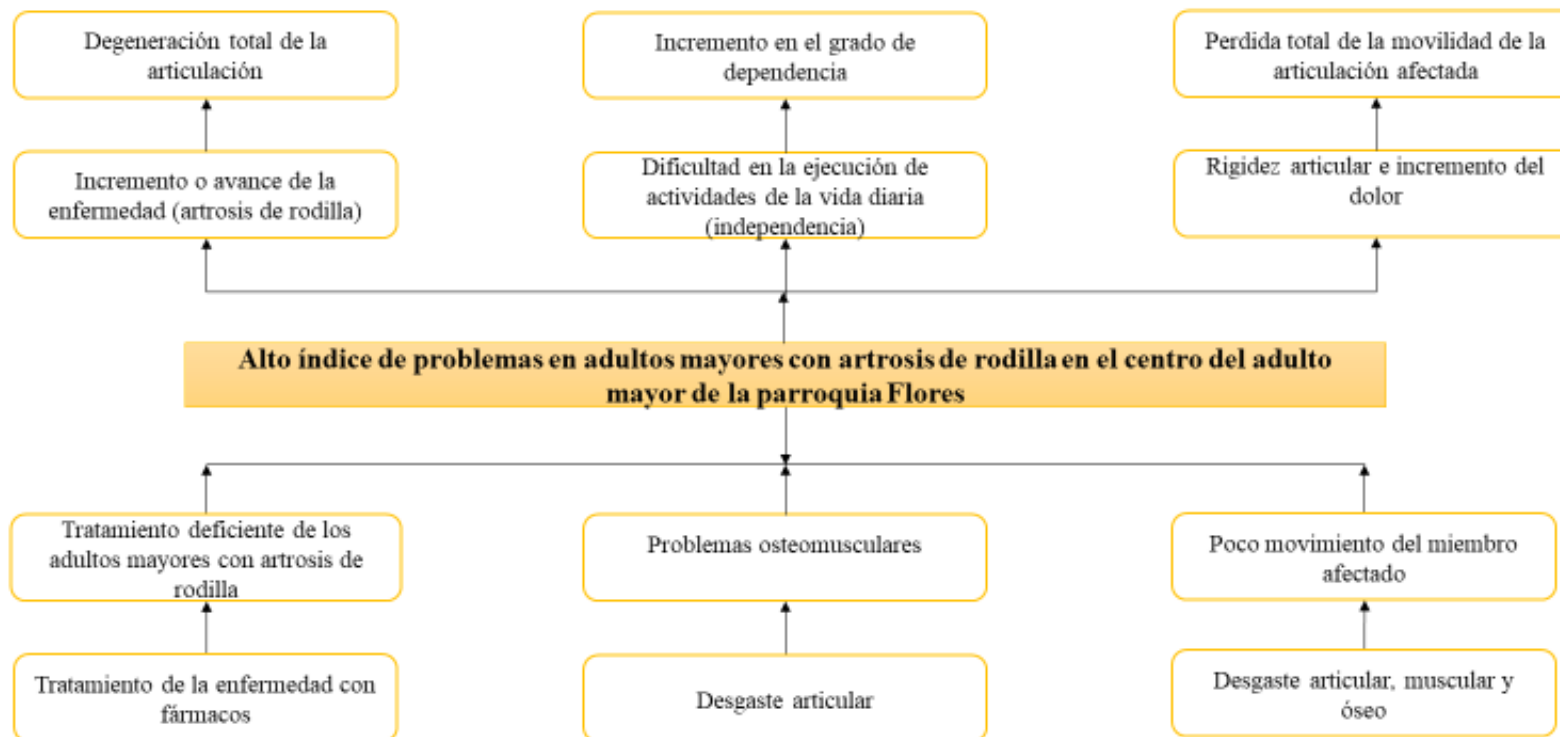 Degeneración total de la
articulación
Incremento en el grado de
dependencia
Perdida total de la movilidad de la
articulación afectada
Incremento o avance de la
enfermedad (artrosis de rodilla)
Dificultad en la ejecución de
actividades de la vida diaria
(independencia)
Rigidez articular e incremento del
dolor
Alto índice de problemas en adultos mayores con artrosis de rodilla en el centro del adulto
mayor de la parroquia Flores
Tratamiento deficiente de los
adultos mayores con artrosis de
rodilla
Problemas osteomusculares
Poco movimiento del miembro
afectado
Tratamiento de la enfermedad con
fármacos
Desgaste articular
Desgaste articular, muscular y
óseo